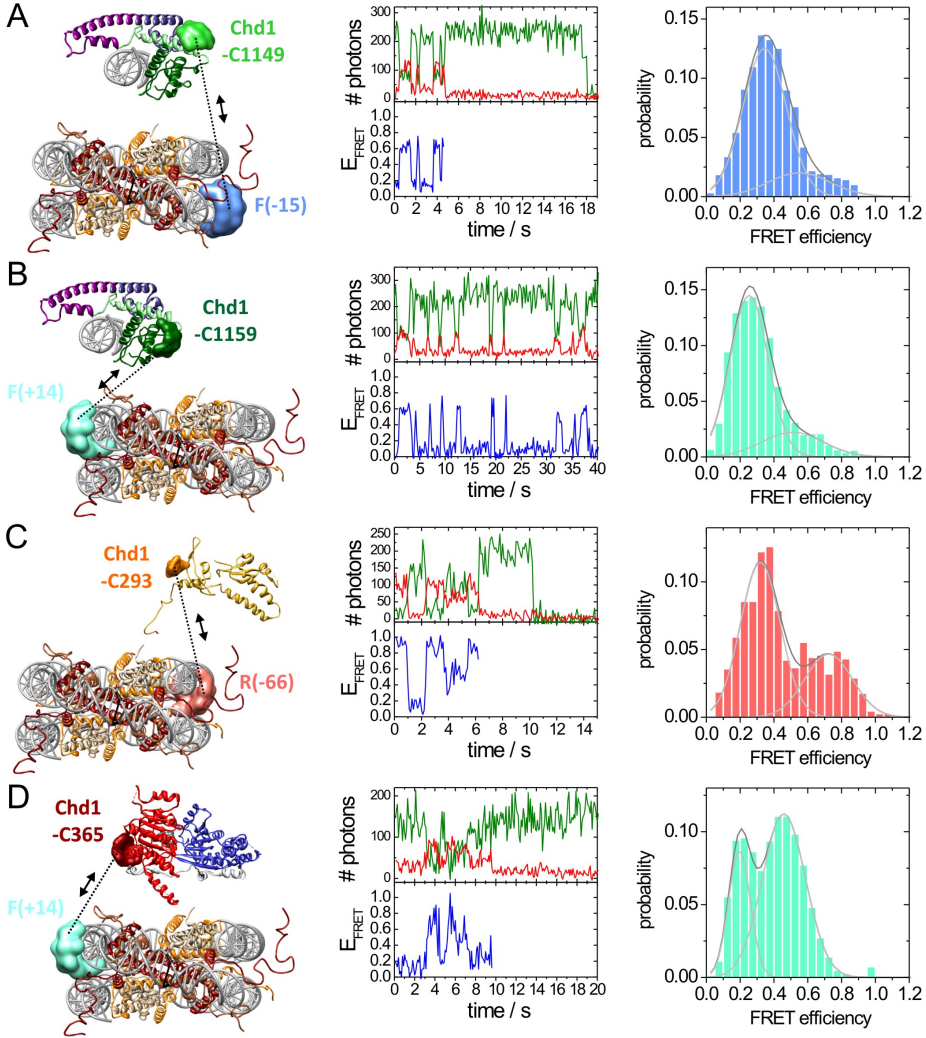 A
Chd1
-C1149
F(-15)
300
200
100
0
# photons
1.0
0.8
0.6
0.4
0.2
0.0
E_FRET
0 2 4 6 8 10 12 14 16 18
time / s
0.15
0.10
0.05
0.00
probability
0.0 0.2 0.4 0.6 0.8 1.0 1.2
FRET efficiency
B
Chd1
-C1159
F(+14)
300
200
100
0
# photons
1.0
0.8
0.6
0.4
0.2
0.0
E_FRET
0 5 10 15 20 25 30 35 40
time / s
0.15
0.10
0.05
0.00
probability
0.0 0.2 0.4 0.6 0.8 1.0 1.2
FRET efficiency
C
Chd1
-C293
R(-66)
250
200
150
100
50
0
# photons
1.0
0.8
0.6
0.4
0.2
0.0
E_FRET
0 2 4 6 8 10 12 14
time / s
0.10
0.05
0.00
probability
0.0 0.2 0.4 0.6 0.8 1.0 1.2
FRET efficiency
D
Chd1
-C365
F(+14)
200
100
0
# photons
1.0
0.8
0.6
0.4
0.2
0.0
E_FRET
0 2 4 6 8 10 12 14 16 18 20
time / s
0.10
0.05
0.00
probability
0.0 0.2 0.4 0.6 0.8 1.0 1.2
FRET efficiency